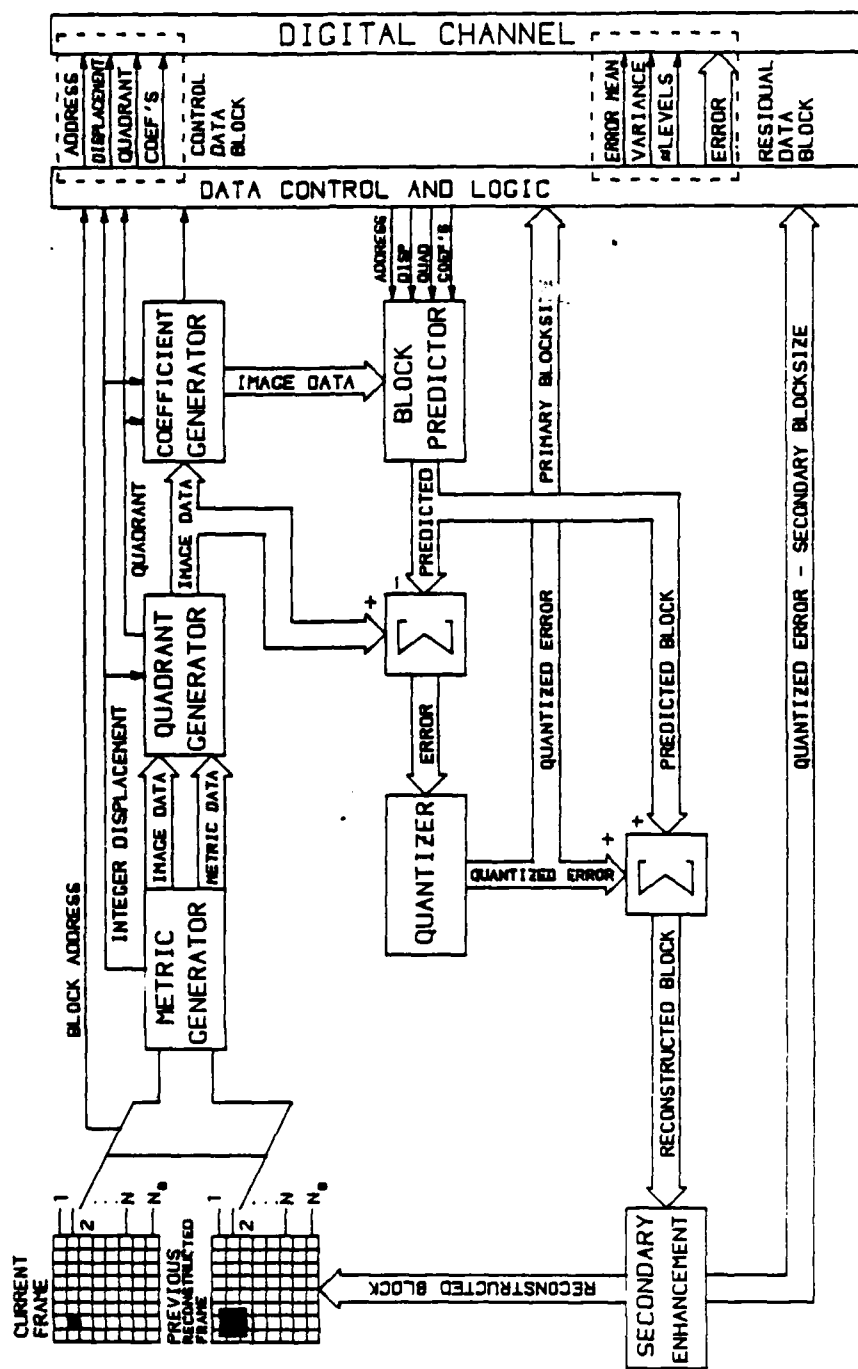 CURRENT
FRAME
1
2
....
N
N_B
PREVIOUS
RECONSTRUCTED
FRAME
1
2
....
N
N_B
BLOCK ADDRESS
INTEGER DISPLACEMENT
METRIC
GENERATOR
IMAGE DATA
METRIC DATA
QUADRANT
GENERATOR
QUADRANT
IMAGE DATA
COEFFICIENT
GENERATOR
IMAGE DATA
DATA CONTROL AND LOGIC
ADDRESS
DISPLACEMENT
QUADRANT
COEF'S
CONTROL
DATA
BLOCK
DIGITAL CHANNEL
ADDRESS
DISP
QUAD
COEF'S
BLOCK
PREDICTOR
PREDICTED
-
+
Σ
ERROR
QUANTIZER
QUANTIZED ERROR
QUANTIZED ERROR
PRIMARY BLOCKSIZE
PREDICTED BLOCK
+
+
Σ
RECONSTRUCTED BLOCK
SECONDARY
ENHANCEMENT
RECONSTRUCTED BLOCK
QUANTIZED ERROR - SECONDARY BLOCKSIZE
ERROR MEAN
VARIANCE
#LEVELS
ERROR
RESIDUAL
DATA
BLOCK